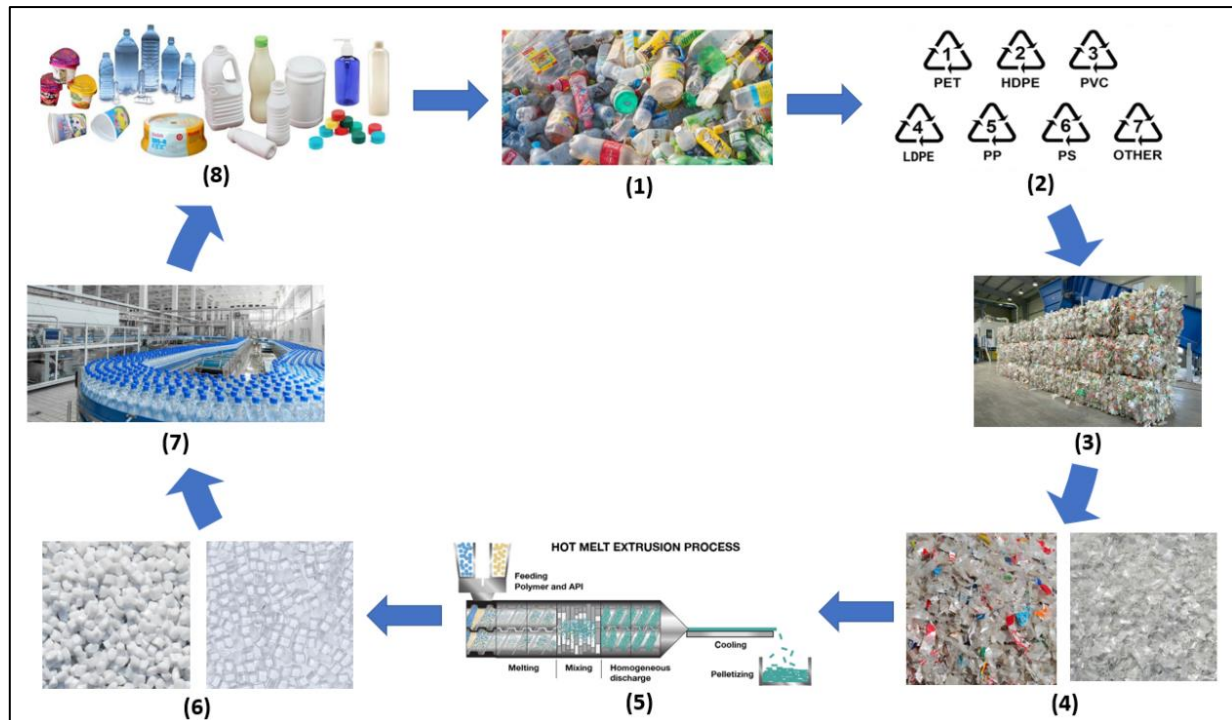 (8)
(1)
1
PET
2
HDPE
3
PVC
4
LDPE
5
PP
6
PS
7
OTHER
(2)
(3)
(4)
HOT MELT EXTRUSION PROCESS
Feeding
Polymer and API
Melting
Mixing
Homogeneous
discharge
Cooling
Pelletizing
(5)
(6)
(7)